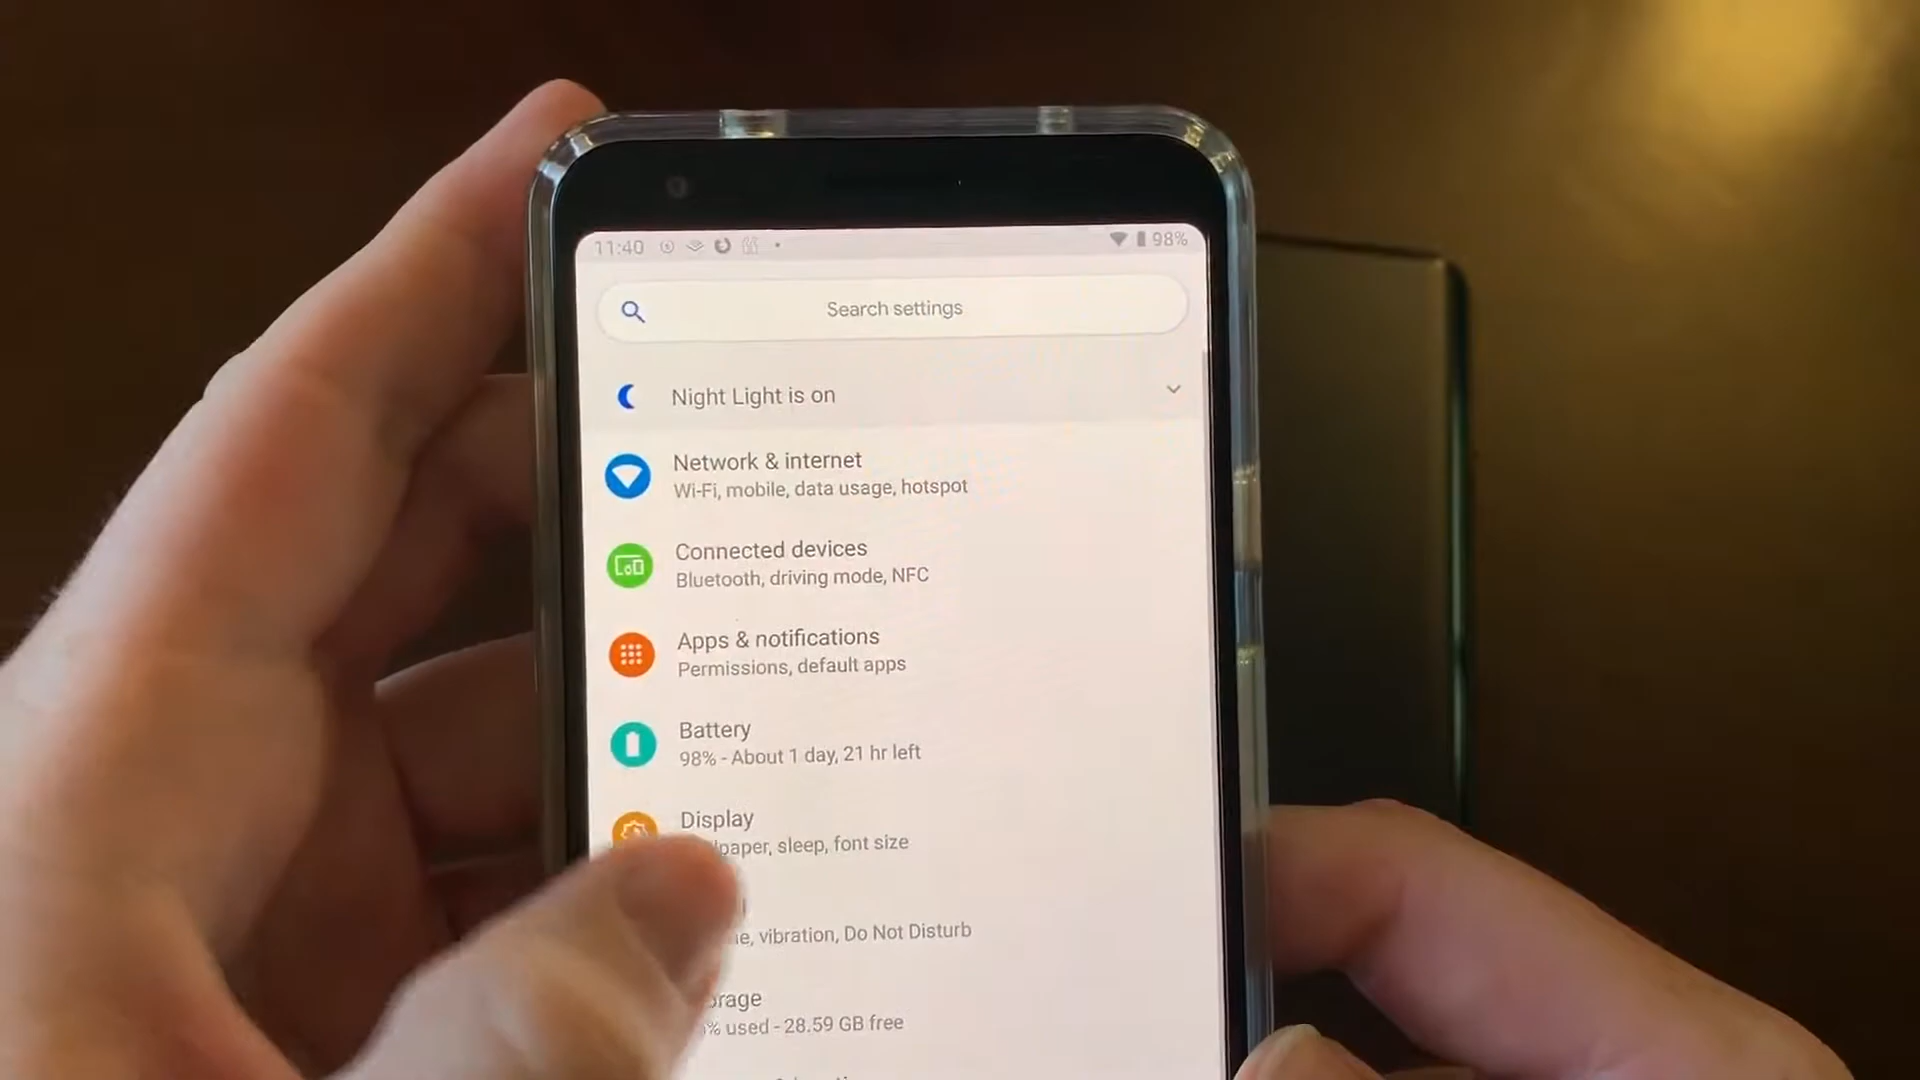 11:40 98%
Search settings
Night Light is on
Network & internet
Wi-Fi, mobile, data usage, hotspot
Connected devices
Bluetooth, driving mode, NFC
Apps & notifications
Permissions, default apps
Battery
98% - About 1 day, 21 hr left
Display
sleep, font size
vibration, Do Not Disturb
used - 28.59 GB free